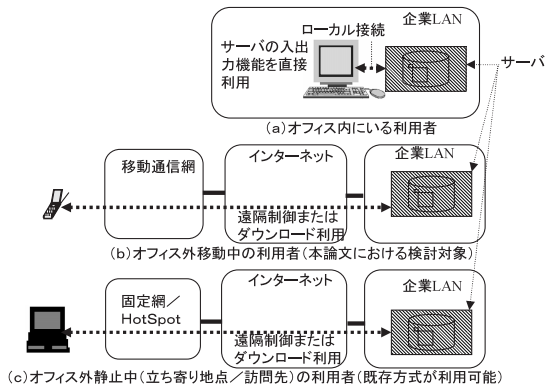 企業LAN
ローカル接続
サーバの入出
力機能を直接
利用
サーバ
(a)オフィス内にいる利用者
移動通信網
インターネット
企業LAN
遠隔制御または
ダウンロード利用
(b)オフィス外移動中の利用者(本論文における検討対象)
固定網/
HotSpot
インターネット
企業LAN
遠隔制御または
ダウンロード利用
(c)オフィス外静止中(立ち寄り地点/訪問先)の利用者(既存方式が利用可能)